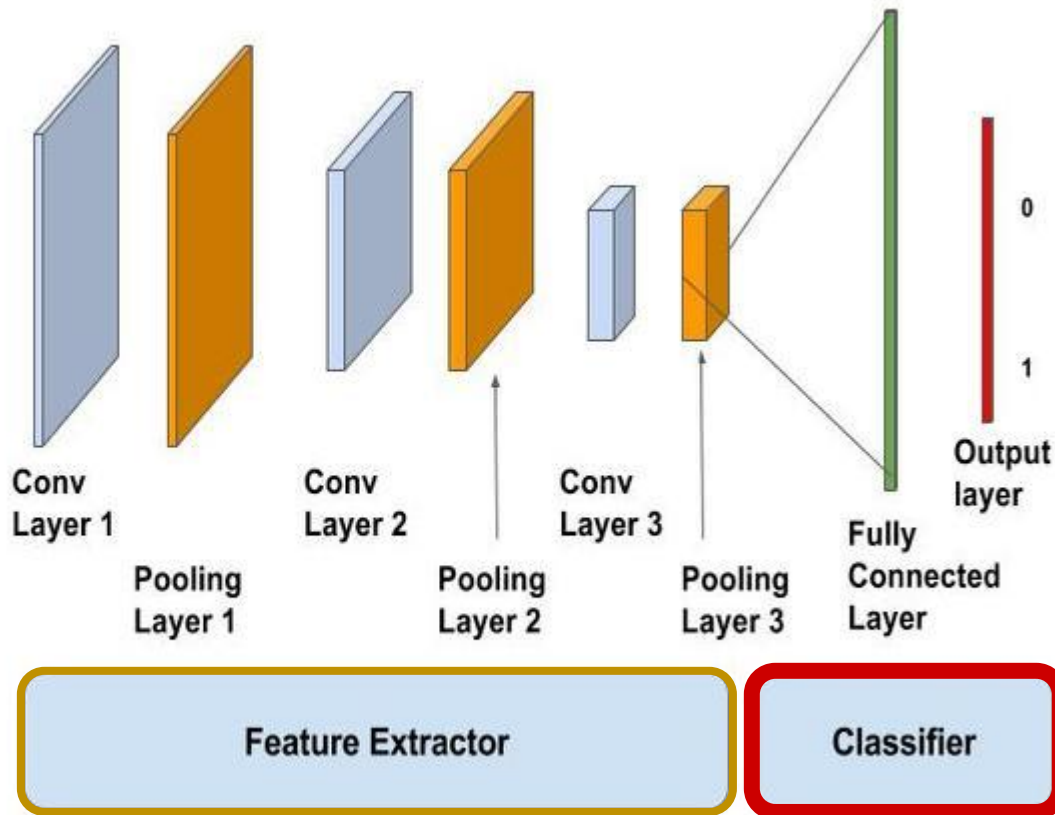 0
1
Output
layer
Conv
Layer 1
Conv
Layer 2
Conv
Layer 3
Fully
Connected
Layer
Pooling
Layer 1
Pooling
Layer 2
Pooling
Layer 3
Feature Extractor
Classifier